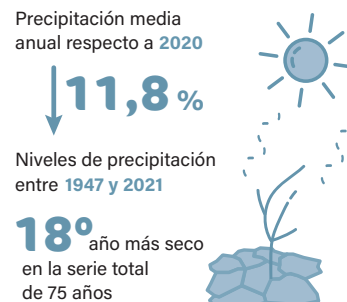 Precipitación media
anual respecto a 2020
11,8 %
Niveles de precipitación
entre 1947 y 2021
18º año más seco
en la serie total
de 75 años